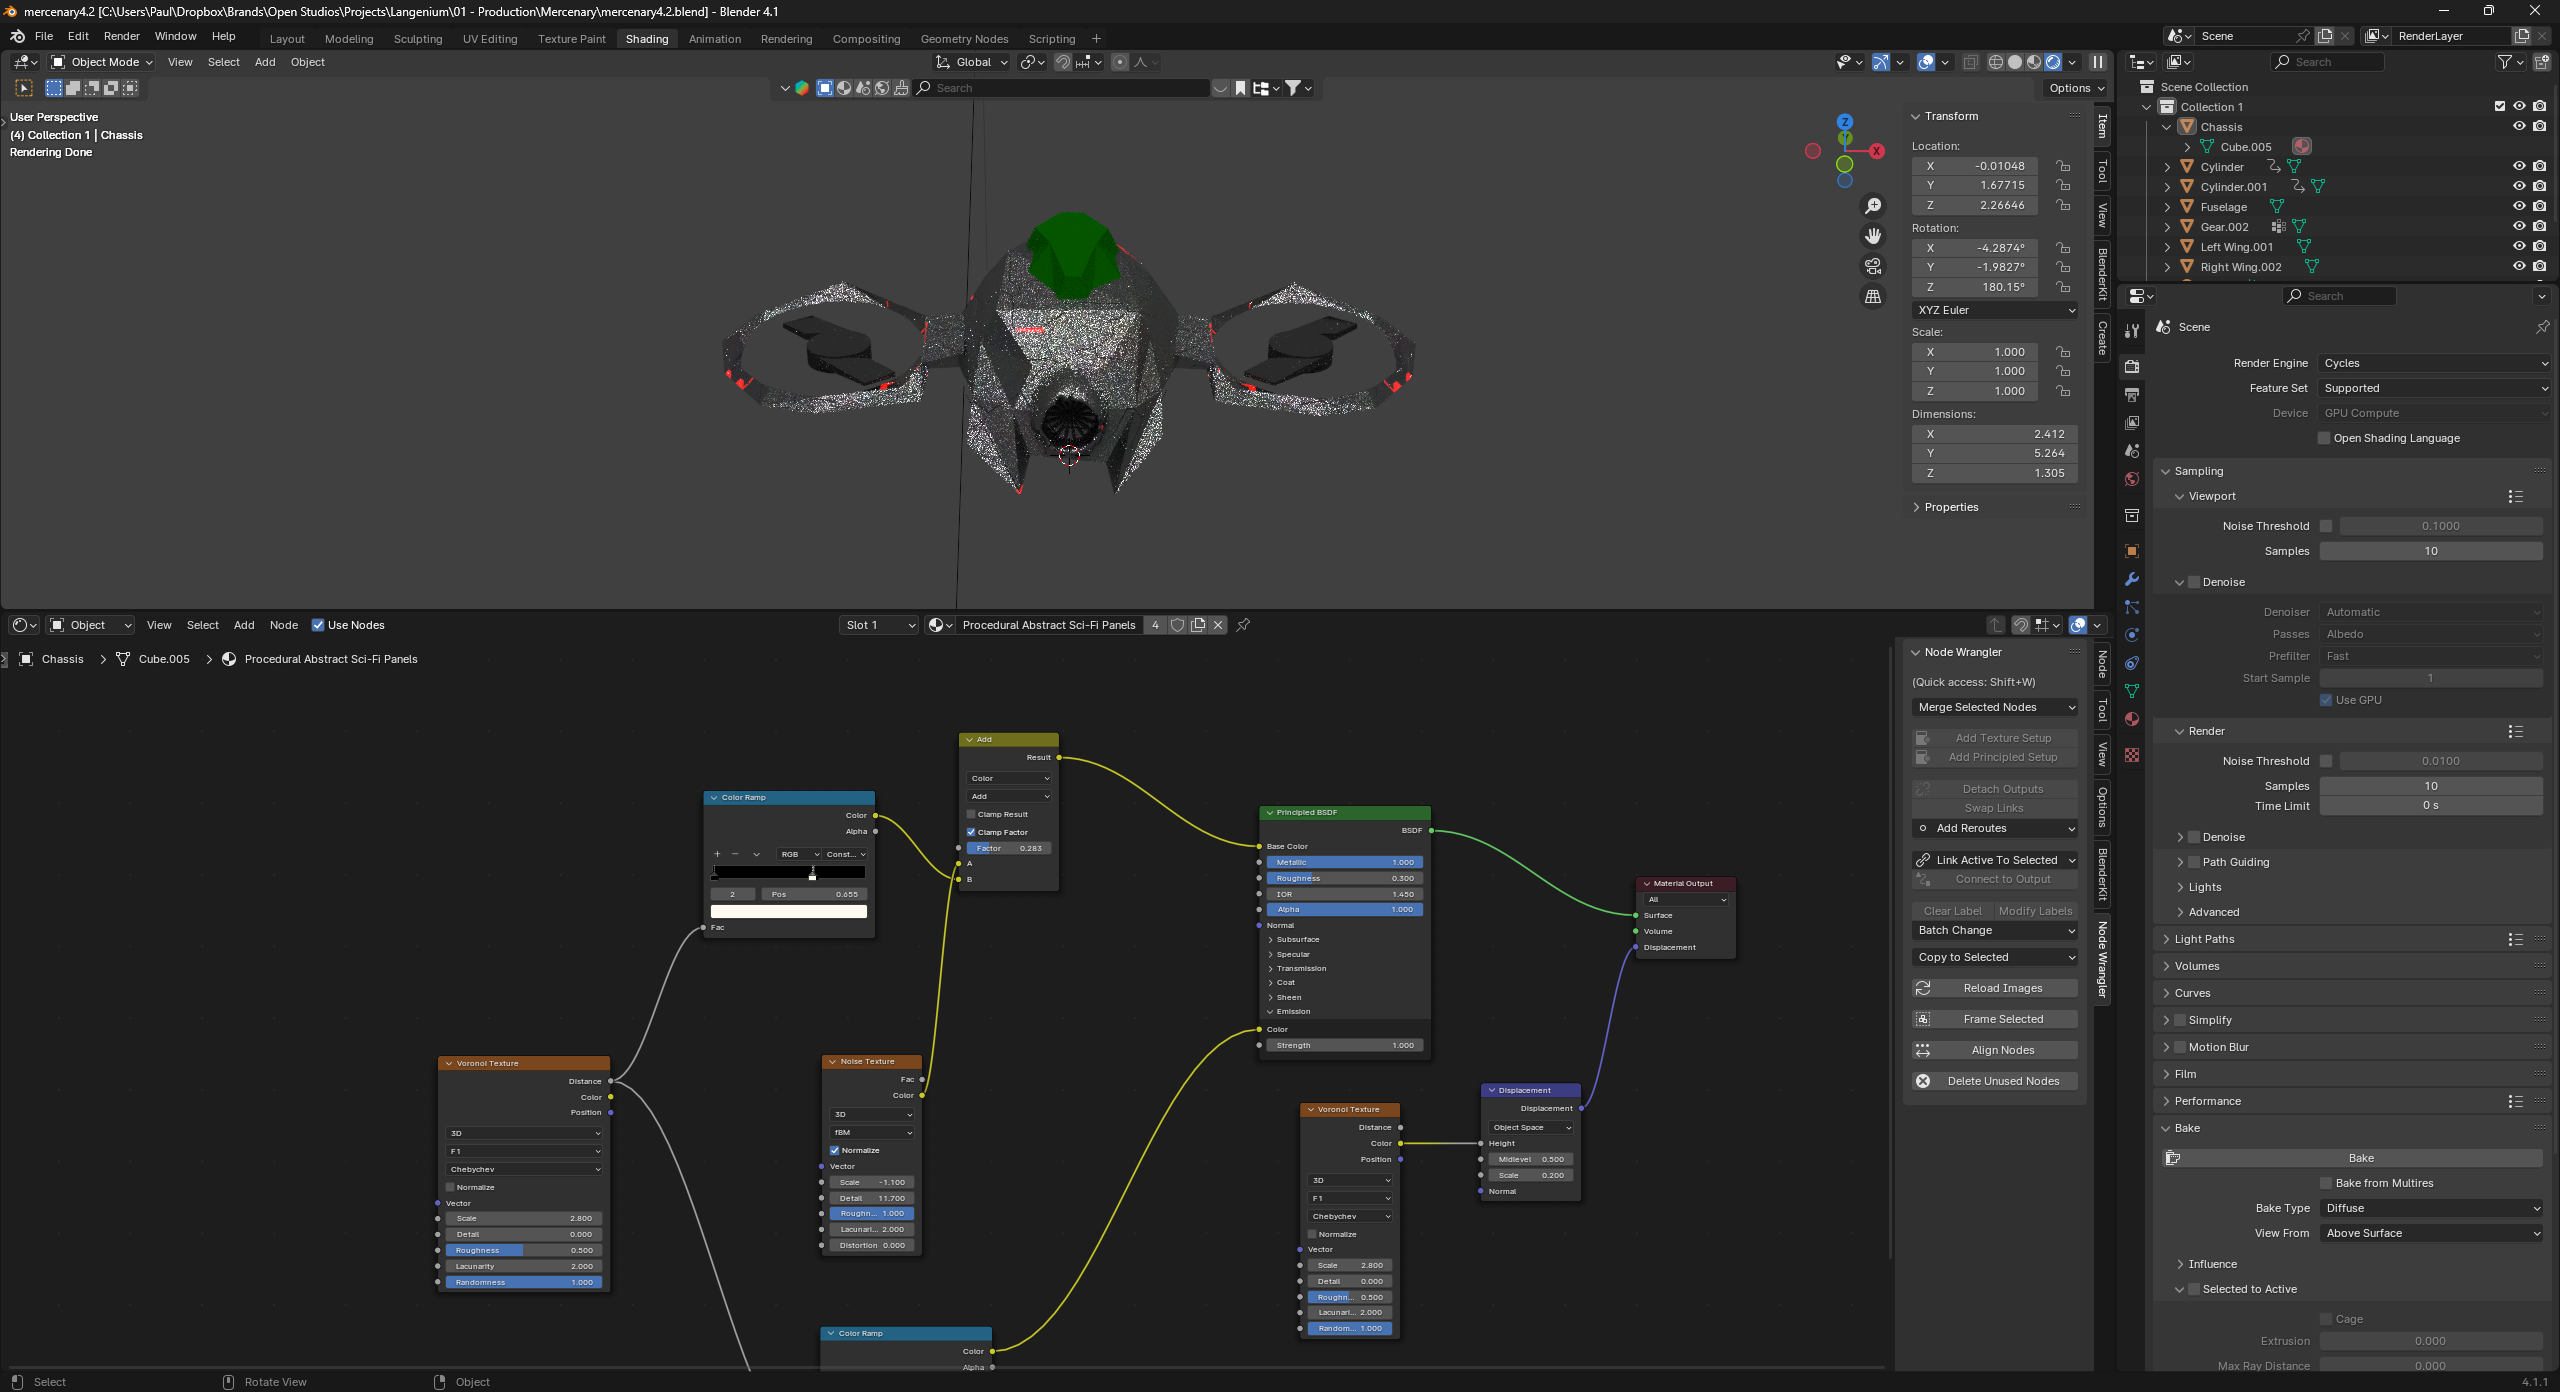 mercenary4.2 [C:\Users\Paul\Dropbox\Brands\Open Studios\Projects\Langenium\01 - Production\Mercenary\mercenary4.2.blend] - Blender 4.1
File Edit Render Window Help Layout Modeling Sculpting UV Editing Texture Paint Shading Animation Rendering Compositing Geometry Nodes Scripting + Scene RenderLayer
Object Mode View Select Add Object Global Search
Search Options
User Perspective
(4) Collection 1 | Chassis
Rendering Done
Z
Y
X
Transform
Location:
X -0.01048
Y 1.67715
Z 2.26646
Rotation:
X -4.2874°
Y -1.9827°
Z 180.15°
XYZ Euler
Scale:
X 1.000
Y 1.000
Z 1.000
Dimensions:
X 2.412
Y 5.264
Z 1.305
Properties
Item
Tool
View
BlenderKit
Create
Scene Collection
Collection 1
Chassis
Cube.005
Cylinder
Cylinder.001
Fuselage
Gear.002
Left Wing.001
Right Wing.002
Search
Scene
Render Engine Cycles
Feature Set Supported
Device GPU Compute
Open Shading Language
Sampling
Viewport
Noise Threshold 0.1000
Samples 10
Denoise
Denoiser Automatic
Passes Albedo
Prefilter Fast
Start Sample 1
Use GPU
Render
Noise Threshold 0.0100
Samples 10
Time Limit 0 s
Denoise
Path Guiding
Lights
Advanced
Light Paths
Volumes
Curves
Simplify
Motion Blur
Film
Performance
Bake
Bake
Bake from Multires
Bake Type Diffuse
View From Above Surface
Influence
Selected to Active
Cage
Extrusion 0.000
Max Ray Distance 0.000
Object View Select Add Node Use Nodes Slot 1 Procedural Abstract Sci-Fi Panels 4
Chassis > Cube.005 > Procedural Abstract Sci-Fi Panels
Add
Result
Color
Add
Clamp Result
Clamp Factor
Factor 0.283
A
B
Color Ramp
Color
Alpha
+ − RGB Const...
2 Pos 0.655
Fac
Principled BSDF
BSDF
Base Color
Metallic 1.000
Roughness 0.300
IOR 1.450
Alpha 1.000
Normal
Subsurface
Specular
Transmission
Coat
Sheen
Emission
Color
Strength 1.000
Material Output
All
Surface
Volume
Displacement
Voronoi Texture
Distance
Color
Position
3D
F1
Chebychev
Normalize
Vector
Scale 2.800
Detail 0.000
Roughness 0.500
Lacunarity 2.000
Randomness 1.000
Noise Texture
Fac
Color
3D
fBM
Normalize
Vector
Scale -1.100
Detail 11.700
Roughn... 1.000
Lacunari... 2.000
Distortion 0.000
Voronoi Texture
Distance
Color
Position
3D
F1
Chebychev
Normalize
Vector
Scale 2.800
Detail 0.000
Roughn... 0.500
Lacunari... 2.000
Random... 1.000
Displacement
Displacement
Object Space
Height
Midlevel 0.500
Scale 0.200
Normal
Color Ramp
Color
Alpha
Node Wrangler
(Quick access: Shift+W)
Merge Selected Nodes
Add Texture Setup
Add Principled Setup
Detach Outputs
Swap Links
Add Reroutes
Link Active To Selected
Connect to Output
Clear Label Modify Labels
Batch Change
Copy to Selected
Reload Images
Frame Selected
Align Nodes
Delete Unused Nodes
Node
Tool
View
Options
BlenderKit
Node Wrangler
Select Rotate View Object 4.1.1